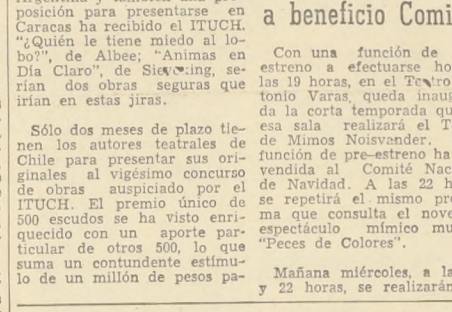 posición para presentarse en
Caracas ha recibido el ITUCH.
"¿Quién le tiene miedo al lo-
bo?", de Albee; "Animas en
Día Claro", de Sieveking, se-
rían dos obras seguras que
irían en estas jiras.
Sólo dos meses de plazo tie-
nen los autores teatrales de
Chile para presentar sus ori-
ginales al vigésimo concurso
de obras auspiciado por el
ITUCH. El premio único de
500 escudos se ha visto enri-
quecido con un aporte par-
ticular de otros 500, lo que
suma un contundente estímu-
lo de un millón de pesos pa-
a beneficio Comi
Con una función de
estreno a efectuarse ho
las 19 horas, en el Teatro
tonio Varas, queda inaug
da la corta temporada qu
esa sala realizará el T
de Mimos Noisvander.
función de pre-estreno ha
vendida al Comité Nac
de Navidad. A las 22 h
se repetirá el mismo pro
ma que consulta el nove
espectáculo mímico mu
"Peces de Colores".
Mañana miércoles, a la
y 22 horas, se realizarán